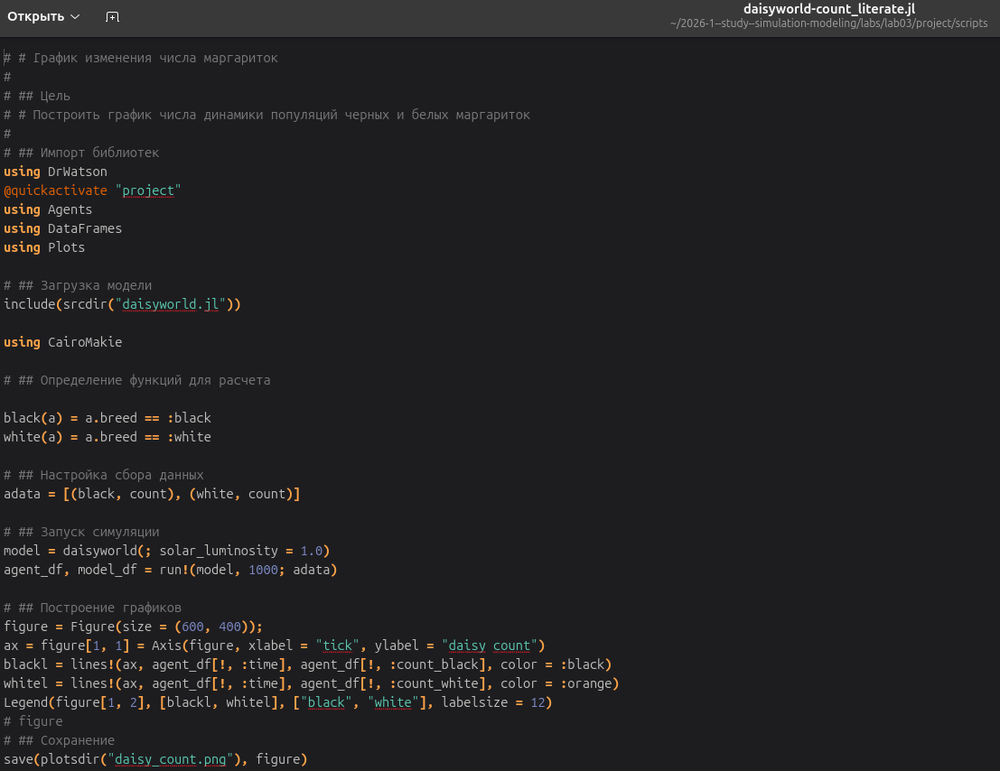 Открыть
daisyworld-count_literate.jl
~/2026-1--study--simulation-modeling/labs/lab03/project/scripts
# # График изменения числа маргариток
#
# ## Цель
# # Построить график числа динамики популяций черных и белых маргариток
#
# ## Импорт библиотек
using DrWatson
@quickactivate "project"
using Agents
using DataFrames
using Plots
# ## Загрузка модели
include(srcdir("daisyworld.jl"))
using CairoMakie
# ## Определение функций для расчета
black(a) = a.breed == :black
white(a) = a.breed == :white
# ## Настройка сбора данных
adata = [(black, count), (white, count)]
# ## Запуск симуляции
model = daisyworld(; solar_luminosity = 1.0)
agent_df, model_df = run!(model, 1000; adata)
# ## Построение графиков
figure = Figure(size = (600, 400));
ax = figure[1, 1] = Axis(figure, xlabel = "tick", ylabel = "daisy count")
blackl = lines!(ax, agent_df[!, :time], agent_df[!, :count_black], color = :black)
whitel = lines!(ax, agent_df[!, :time], agent_df[!, :count_white], color = :orange)
Legend(figure[1, 2], [blackl, whitel], ["black", "white"], labelsize = 12)
# figure
# ## Сохранение
save(plotsdir("daisy_count.png"), figure)